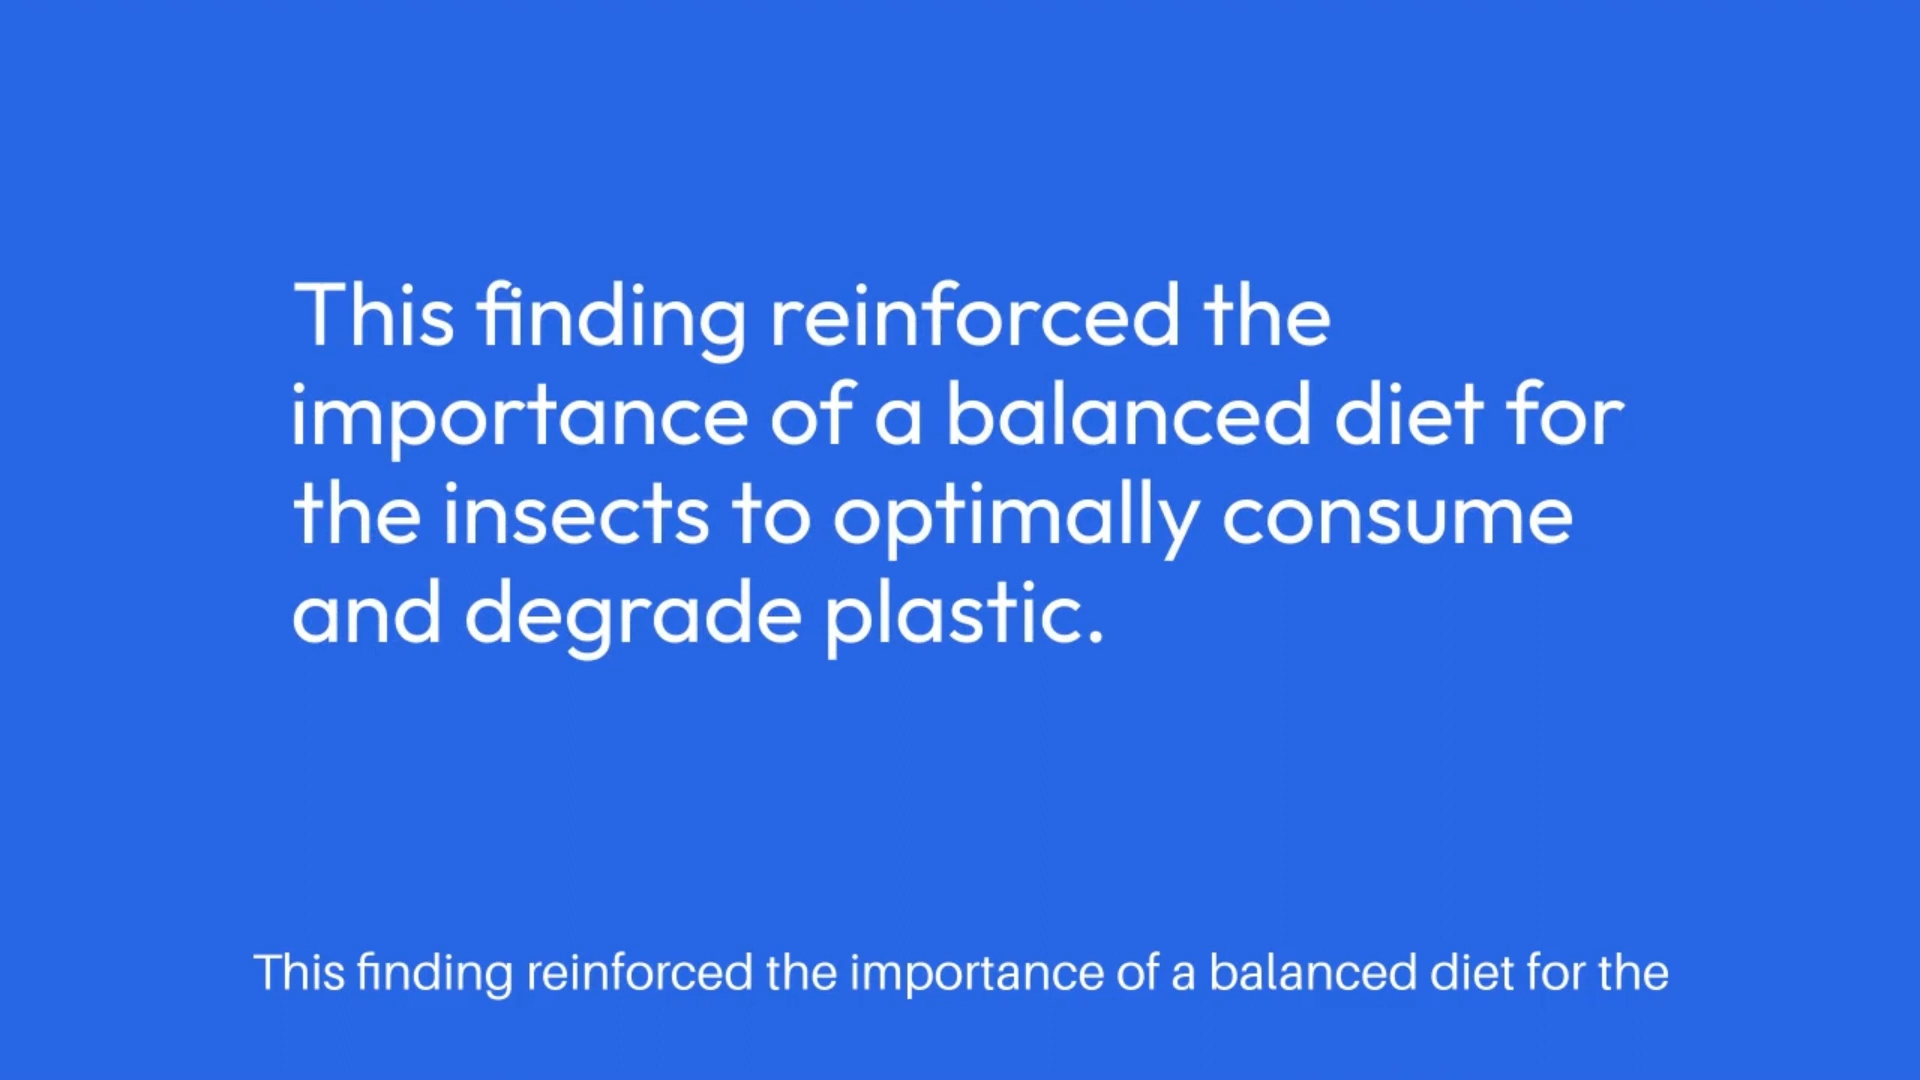 This finding reinforced the
importance of a balanced diet for
the insects to optimally consume
and degrade plastic.
This finding reinforced the importance of a balanced diet for the